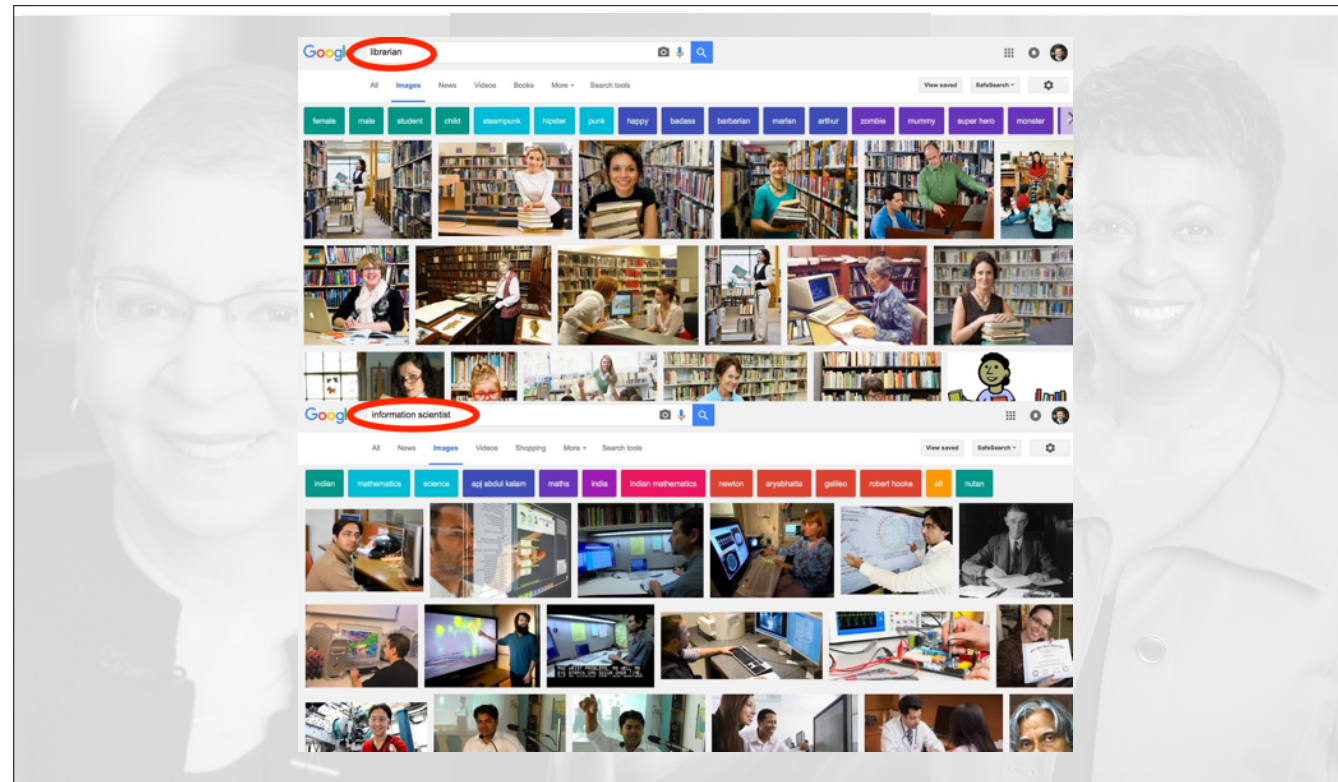 Googl librarian
All Images News Videos Books More Search tools View saved SafeSearch
female male student child steampunk hipster punk happy badass barbarian marian arthur zombie mummy super hero monster
Googl information scientist
All News Images Videos Shopping More Search tools View saved SafeSearch
indian mathematics science apj abdul kalam maths india indian mathematics newton aryabhatta galileo robert hooke all nutan